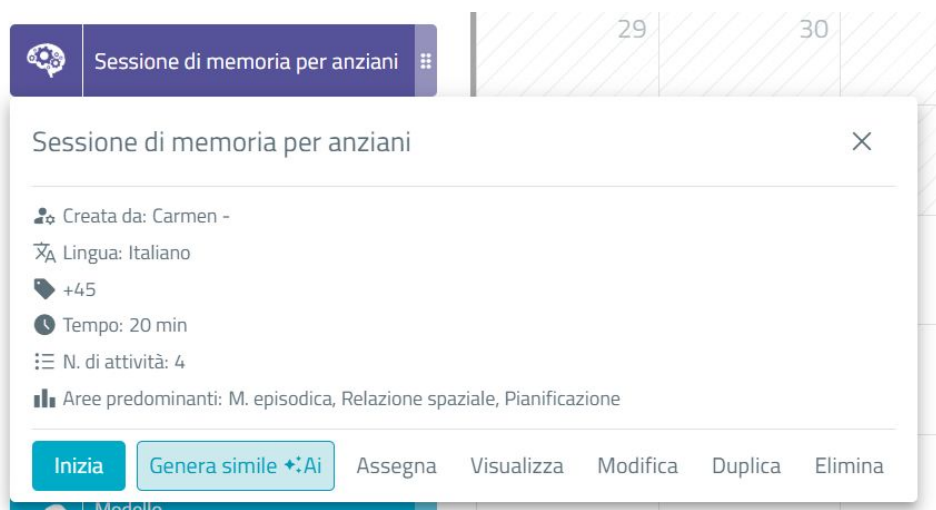 Sessione di memoria per anziani
29 30
Sessione di memoria per anziani
Creata da: Carmen -
Lingua: Italiano
+45
Tempo: 20 min
N. di attività: 4
Aree predominanti: M. episodica, Relazione spaziale, Pianificazione
Inizia Genera simile Ai Assegna Visualizza Modifica Duplica Elimina
Modello